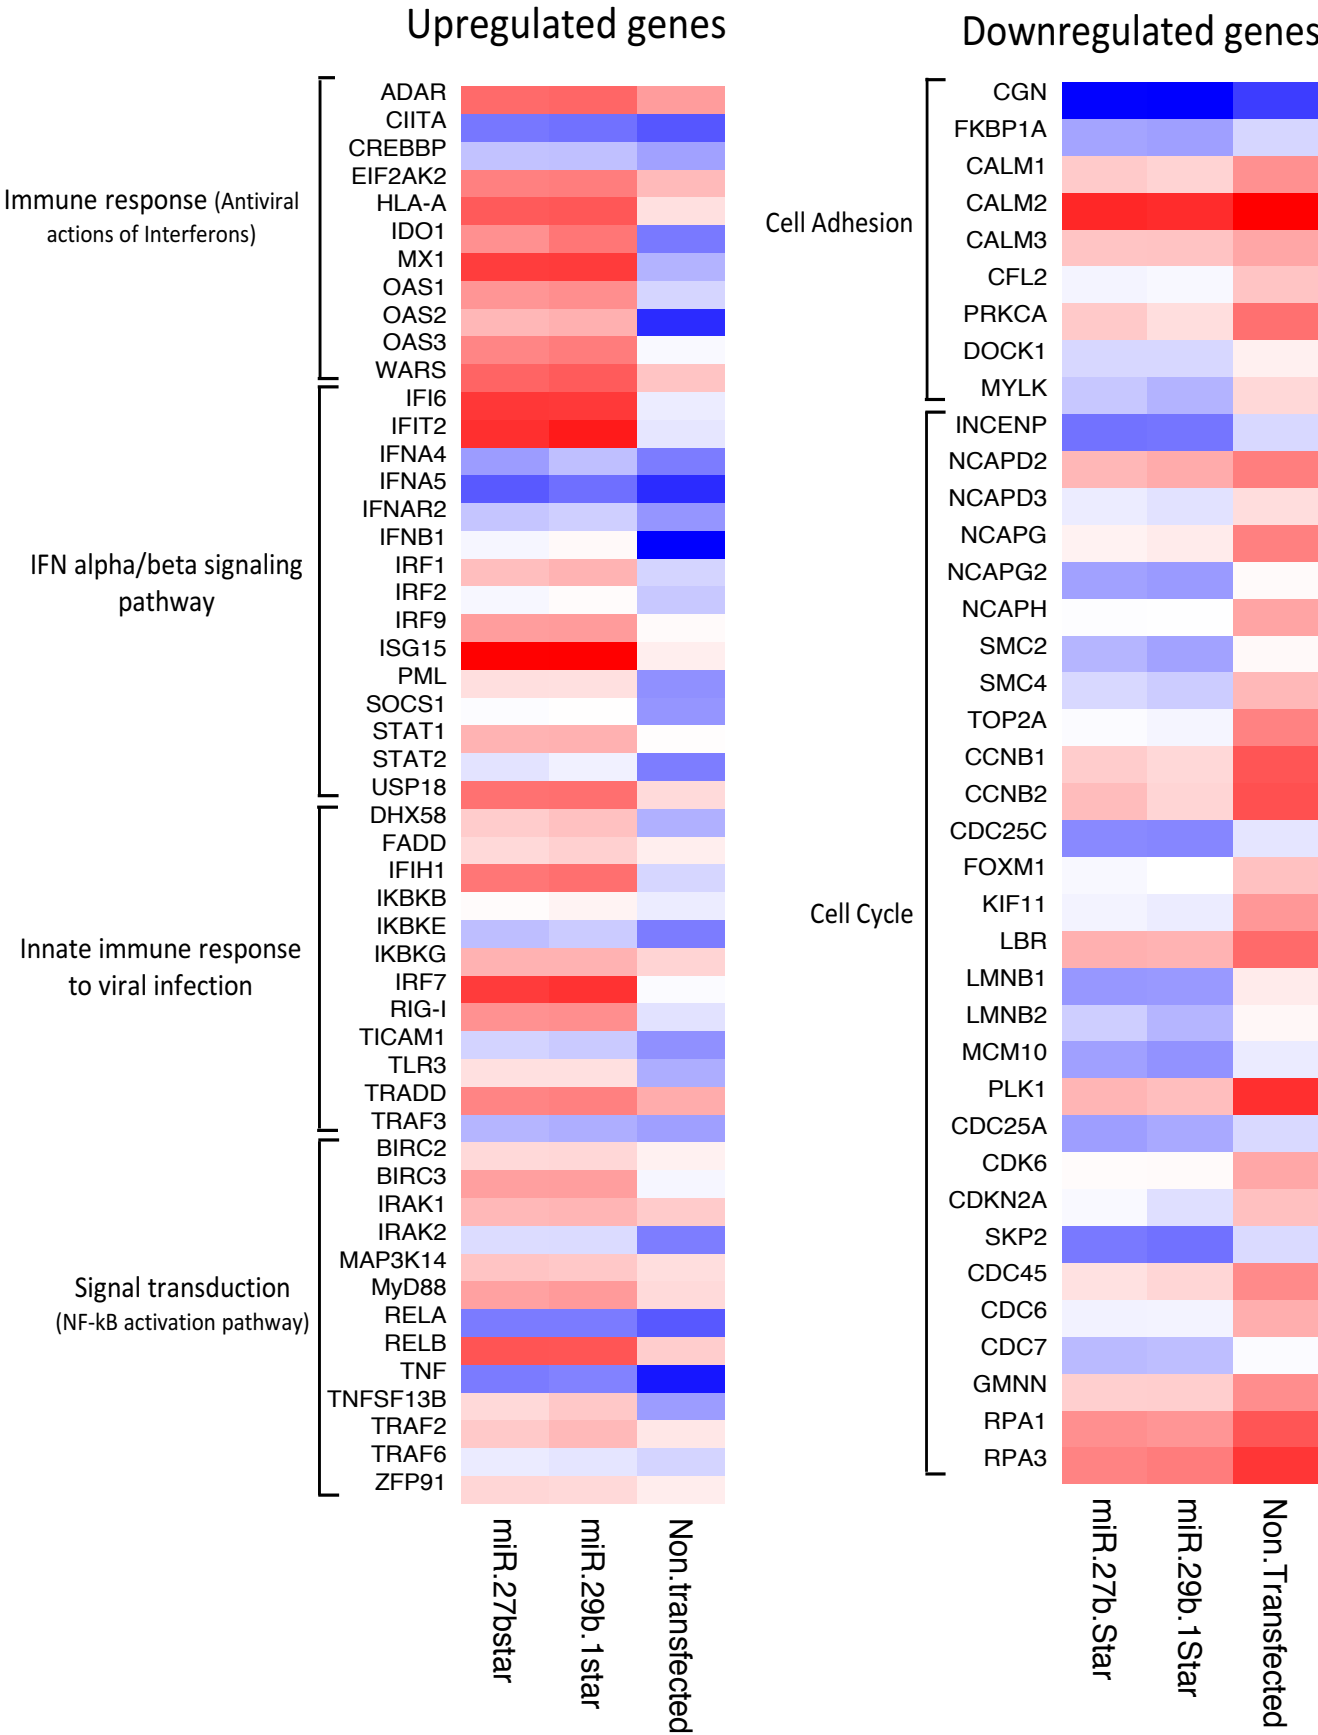 Upregulated genes
Immune response (Antiviral
actions of Interferons)
ADAR
CIITA
CREBBP
EIF2AK2
HLA-A
IDO1
MX1
OAS1
OAS2
OAS3
WARS
IFN alpha/beta signaling
pathway
IFI6
IFIT2
IFNA4
IFNA5
IFNAR2
IFNB1
IRF1
IRF2
IRF9
ISG15
PML
SOCS1
STAT1
STAT2
USP18
Innate immune response
to viral infection
DHX58
FADD
IFIH1
IKBKB
IKBKE
IKBKG
IRF7
RIG-I
TICAM1
TLR3
TRADD
TRAF3
Signal transduction
(NF-kB activation pathway)
BIRC2
BIRC3
IRAK1
IRAK2
MAP3K14
MyD88
RELA
RELB
TNF
TNFSF13B
TRAF2
TRAF6
ZFP91
miR.27bstar
miR.29b.1star
Non.transfected
Downregulated genes
Cell Adhesion
CGN
FKBP1A
CALM1
CALM2
CALM3
CFL2
PRKCA
DOCK1
MYLK
Cell Cycle
INCENP
NCAPD2
NCAPD3
NCAPG
NCAPG2
NCAPH
SMC2
SMC4
TOP2A
CCNB1
CCNB2
CDC25C
FOXM1
KIF11
LBR
LMNB1
LMNB2
MCM10
PLK1
CDC25A
CDK6
CDKN2A
SKP2
CDC45
CDC6
CDC7
GMNN
RPA1
RPA3
miR.27b.Star
miR.29b.1Star
Non.Transfected